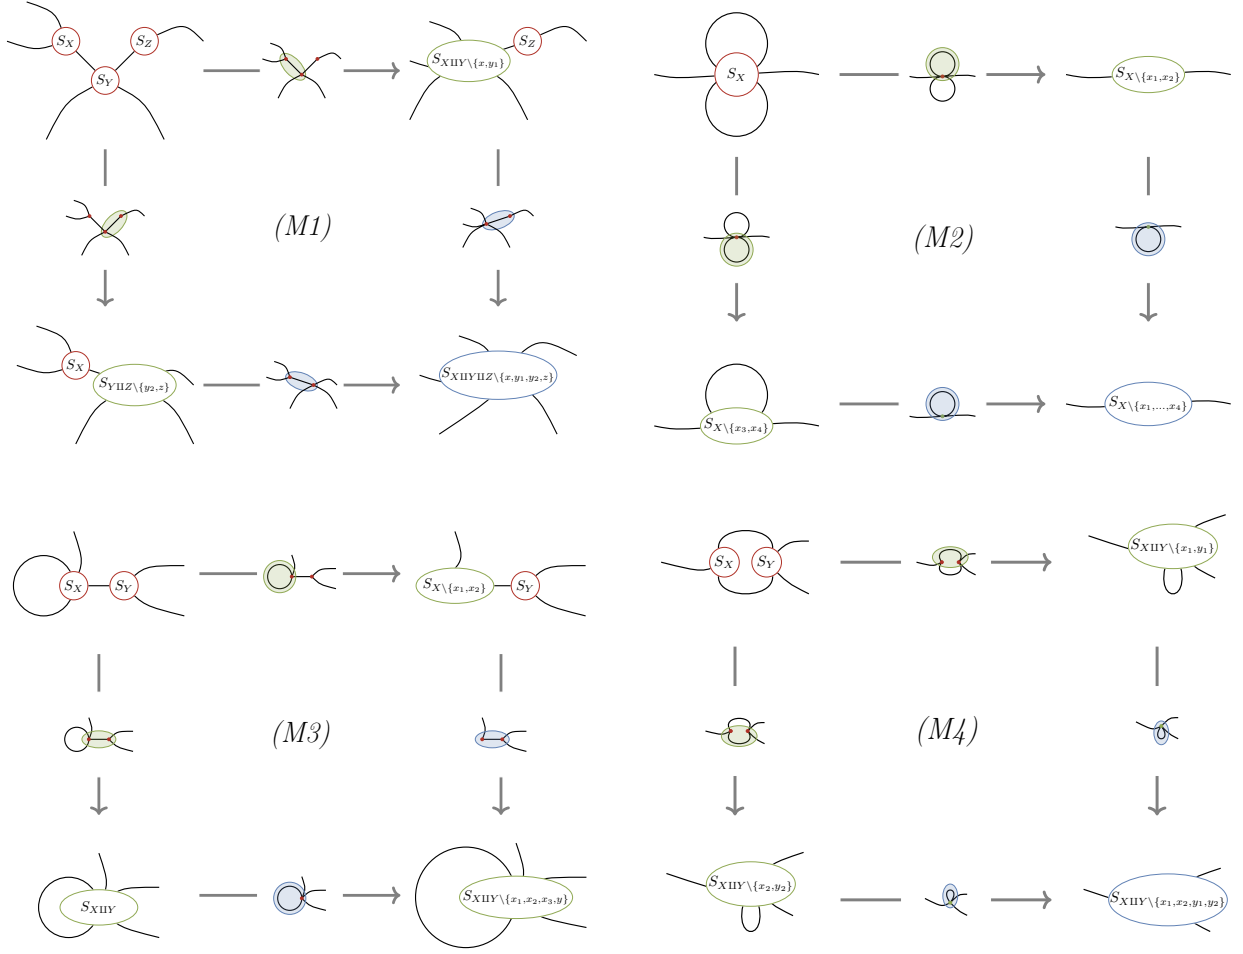 S_X S_Z S_Y S_{X⨿Y\{x,y_1}} S_Z S_X S_{X\{x_1,x_2}}
(M1) (M2)
S_X S_{Y⨿Z\{y_2,z}} S_{X⨿Y⨿Z\{x,y_1,y_2,z}} S_{X\{x_3,x_4}} S_{X\{x_1,...,x_4}}
S_X S_Y S_{X\{x_1,x_2}} S_Y S_X S_Y S_{X⨿Y\{x_1,y_1}}
(M3) (M4)
S_{X⨿Y} S_{X⨿Y\{x_1,x_2,x_3,y}} S_{X⨿Y\{x_2,y_2}} S_{X⨿Y\{x_1,x_2,y_1,y_2}}